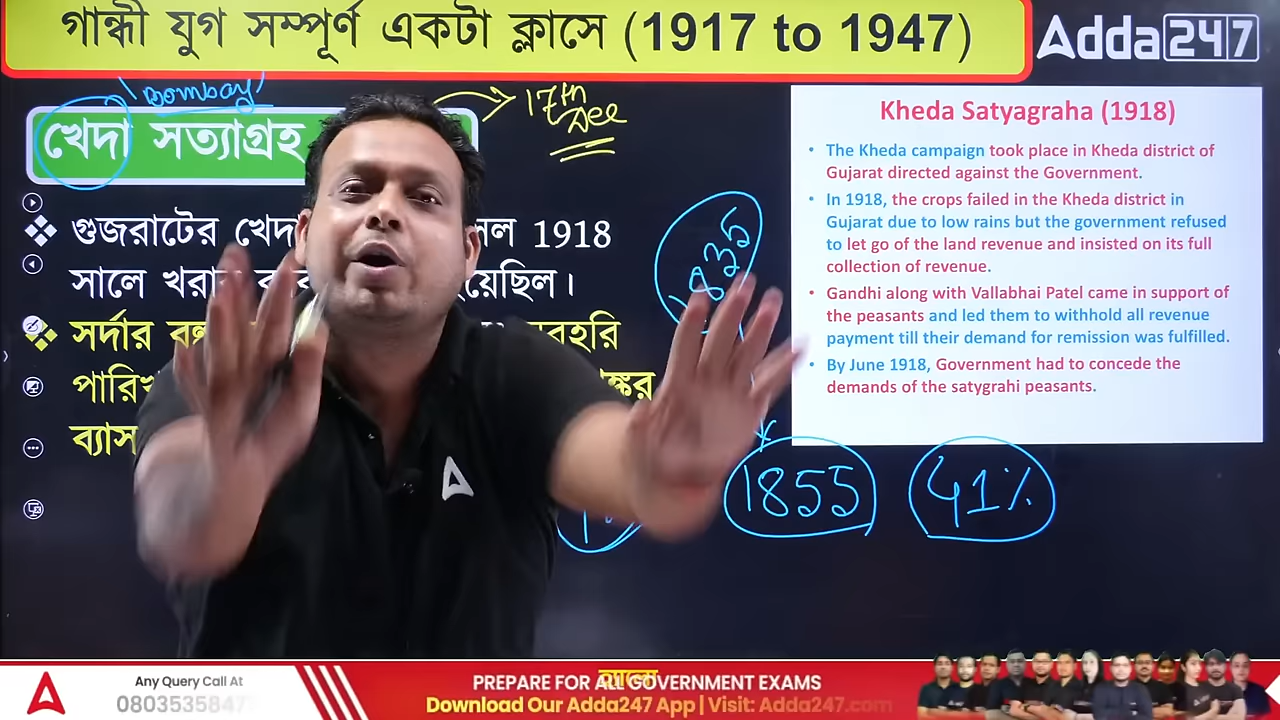 গান্ধী যুগ সম্পূর্ণ একটা ক্লাসে (1917 to 1947)
Adda247
Bombay
17th Dec
খেদা সত্যাগ্রহ
গুজরাটের 1918
সালে
সর্দার
ব্যাস
1835
Kheda Satyagraha (1918)
• The Kheda campaign took place in Kheda district of
Gujarat directed against the Government.
• In 1918, the crops failed in the Kheda district in
Gujarat due to low rains but the government refused
to let go of the land revenue and insisted on its full
collection of revenue.
• Gandhi along with Vallabhai Patel came in support of
the peasants and led them to withhold all revenue
payment till their demand for remission was fulfilled.
• By June 1918, Government had to concede the
demands of the satygrahi peasants.
1855
41%
Any Query Call At
PREPARE FOR ALL GOVERNMENT EXAMS
Download Our Adda247 App | Visit: Adda247.com